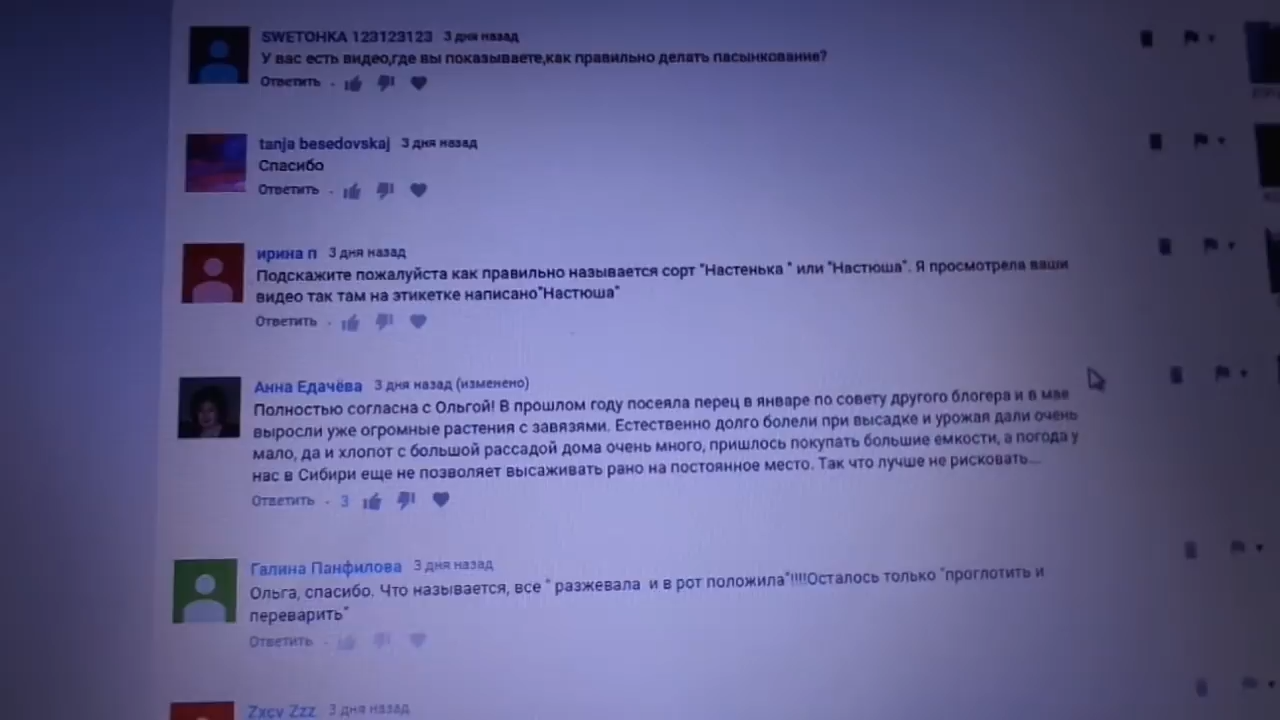 SWETOHKA 123123123 3 дня назад
У вас есть видео,где вы показываете,как правильно делать пасынкование?
Ответить
tanja besedovskaj 3 дня назад
Спасибо
Ответить
ирина п 3 дня назад
Подскажите пожалуйста как правильно называется сорт "Настенька " или "Настюша". Я просмотрела ваши
видео так там на этикетке написано"Настюша"
Ответить
Анна Едачёва 3 дня назад (изменено)
Полностью согласна с Ольгой! В прошлом году посеяла перец в январе по совету другого блогера и в мае
выросли уже огромные растения с завязями. Естественно долго болели при высадке и урожая дали очень
мало, да и хлопот с большой рассадой дома очень много, пришлось покупать большие емкости, а погода у
нас в Сибири еще не позволяет высаживать рано на постоянное место. Так что лучше не рисковать...
Ответить 3
Галина Панфилова 3 дня назад
Ольга, спасибо. Что называется, все " разжевала и в рот положила"!!!!Осталось только "проглотить и
переварить"
Ответить
Zxcv Zzz 3 дня назад